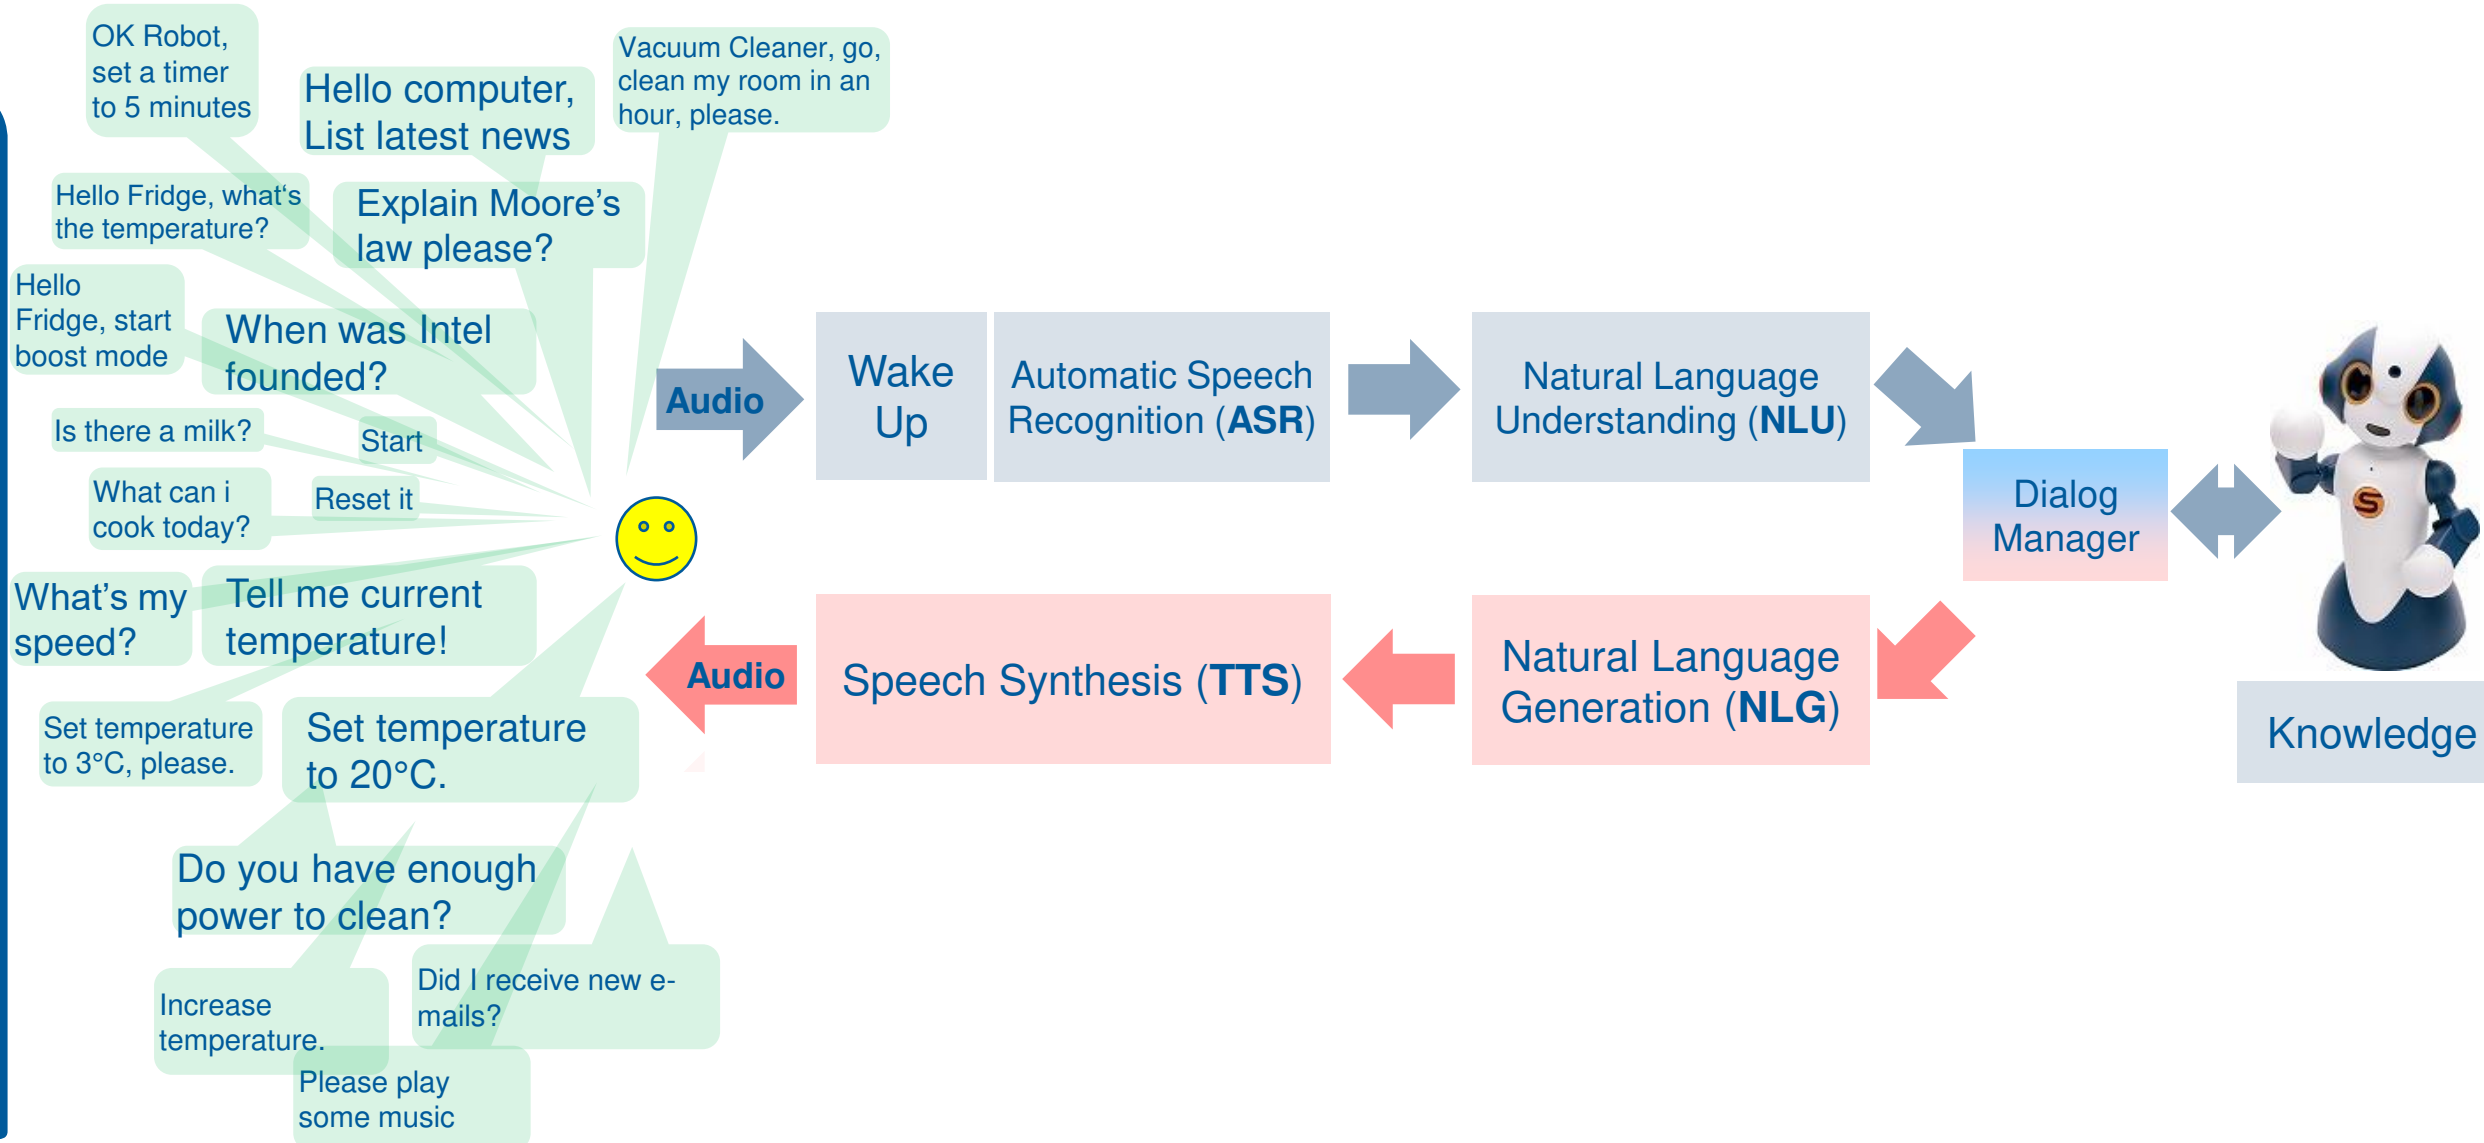 OK Robot,
set a timer
to 5 minutes
Hello computer,
List latest news
Vacuum Cleaner, go,
clean my room in an
hour, please.
Hello Fridge, what‘s
the temperature?
Explain Moore’s
law please?
Hello
Fridge, start
boost mode
When was Intel
founded?
Is there a milk?
Start
What can i
cook today?
Reset it
What’s my
speed?
Tell me current
temperature!
Set temperature
to 3°C, please.
Set temperature
to 20°C.
Do you have enough
power to clean?
Increase
temperature.
Did I receive new e-
mails?
Please play
some music
Audio
Wake
Up
Automatic Speech
Recognition (ASR)
Natural Language
Understanding (NLU)
Dialog
Manager
S
Knowledge
Natural Language
Generation (NLG)
Speech Synthesis (TTS)
Audio